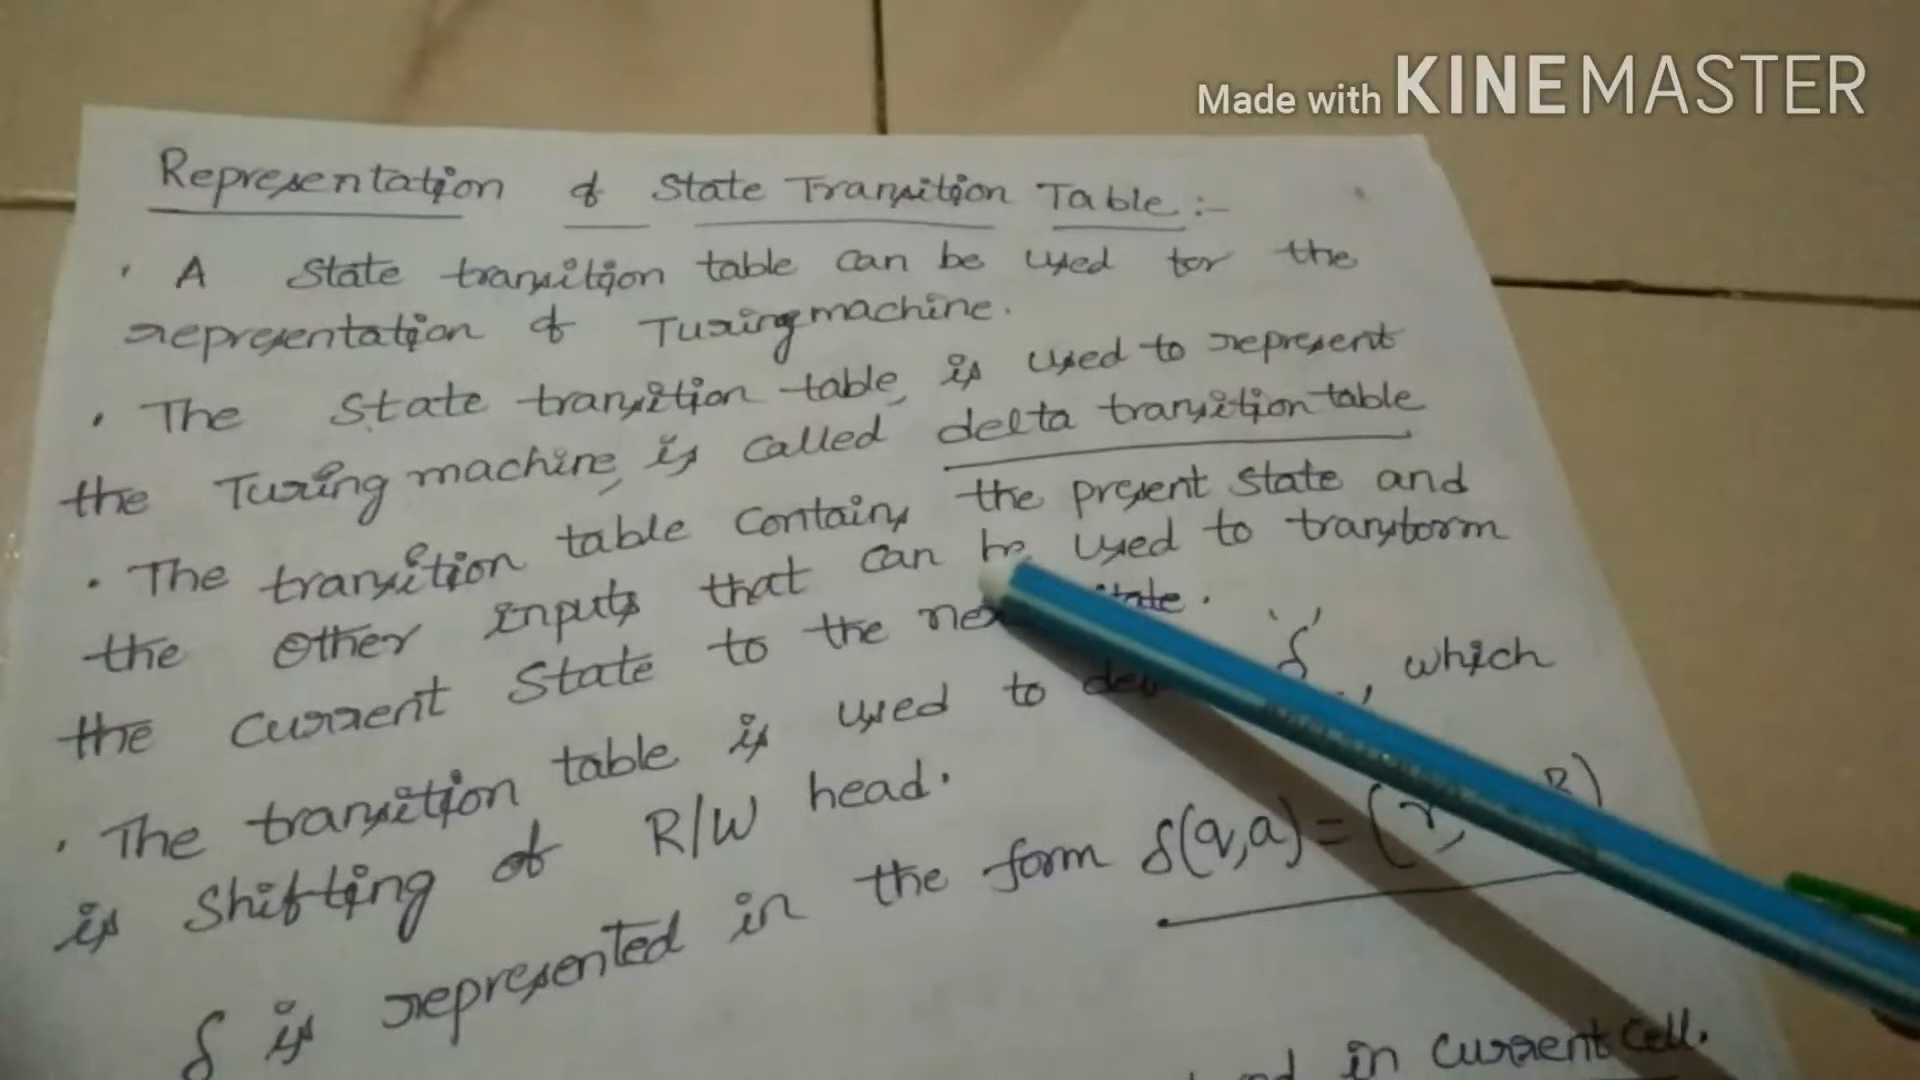 Made with KINEMASTER
Representation of State Transition Table :-
· A State transition table can be used for the
representation of Turing machine.
· The State transition table, is used to represent
the Turing machine, is called delta transition table
· The transition table contains the present state and
the other inputs that can be used to transform
the current state to the state.
· The transition table is used to 'δ', which
is Shifting of R/W head.
δ is represented in the form δ(q,a) = (r, R)
in current cell.